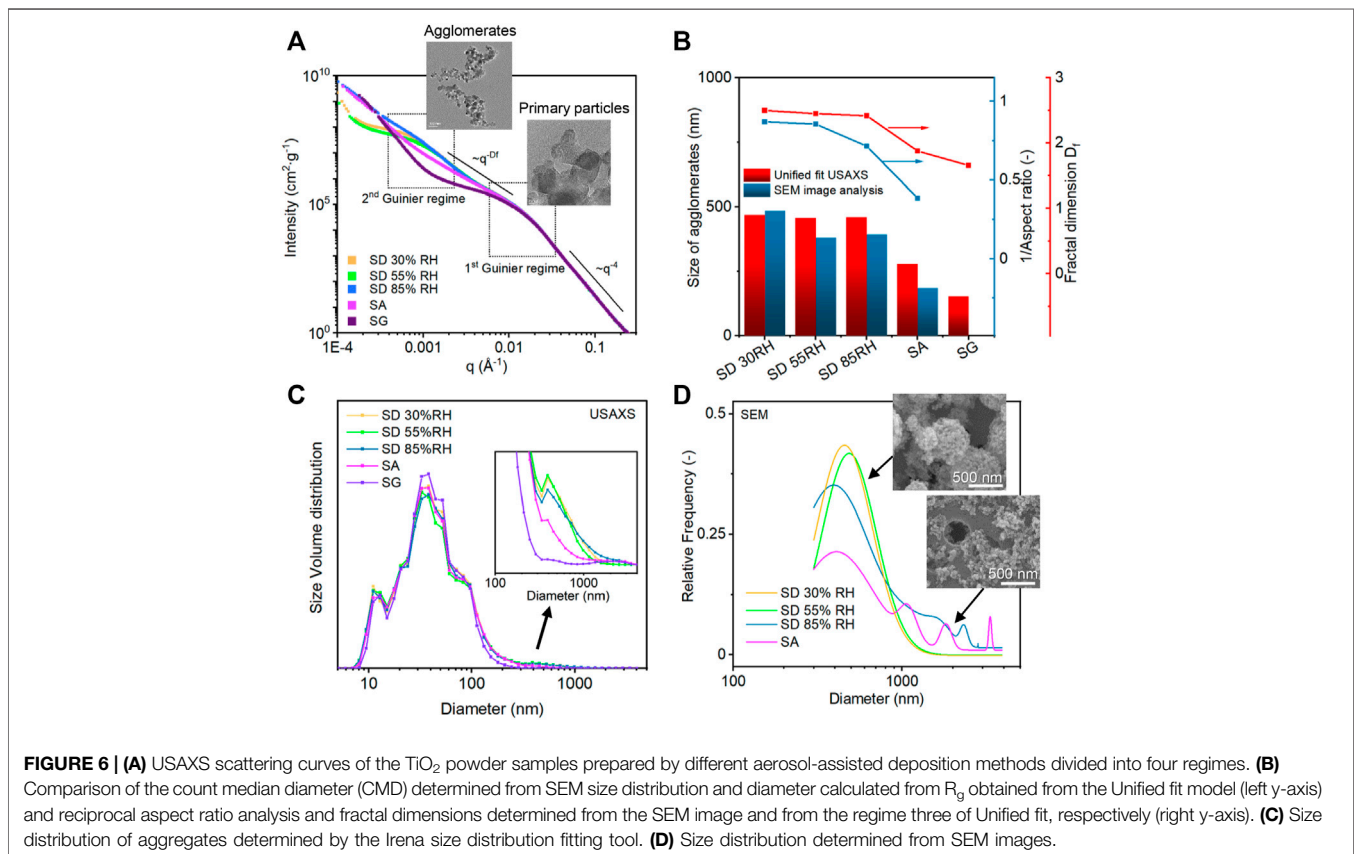 A
Agglomerates
Primary particles
10^10
10^5
10^0
Intensity (cm²·g⁻¹)
~q^-Df
2nd Guinier regime
1st Guinier regime
~q^-4
SD 30% RH
SD 55% RH
SD 85% RH
SA
SG
1E-4
0.001
0.01
0.1
q (Å⁻¹)
B
1000
500
0
Size of agglomerates (nm)
Unified fit USAXS
SEM image analysis
1
0.5
0
1/Aspect ratio (-)
3
2
1
0
Fractal dimension D_f
SD 30RH
SD 55RH
SD 85RH
SA
SG
C
SD 30%RH
SD 55%RH
SD 85%RH
SA
SG
USAXS
Size Volume distribution
100
1000
Diameter (nm)
10
100
1000
Diameter (nm)
D
0.5
0.25
0
SEM
Relative Frequency (-)
500 nm
500 nm
SD 30% RH
SD 55% RH
SD 85% RH
SA
100
1000
Diameter (nm)
FIGURE 6 | (A) USAXS scattering curves of the TiO₂ powder samples prepared by different aerosol-assisted deposition methods divided into four regimes. (B)
Comparison of the count median diameter (CMD) determined from SEM size distribution and diameter calculated from R_g obtained from the Unified fit model (left y-axis)
and reciprocal aspect ratio analysis and fractal dimensions determined from the SEM image and from the regime three of Unified fit, respectively (right y-axis). (C) Size
distribution of aggregates determined by the Irena size distribution fitting tool. (D) Size distribution determined from SEM images.